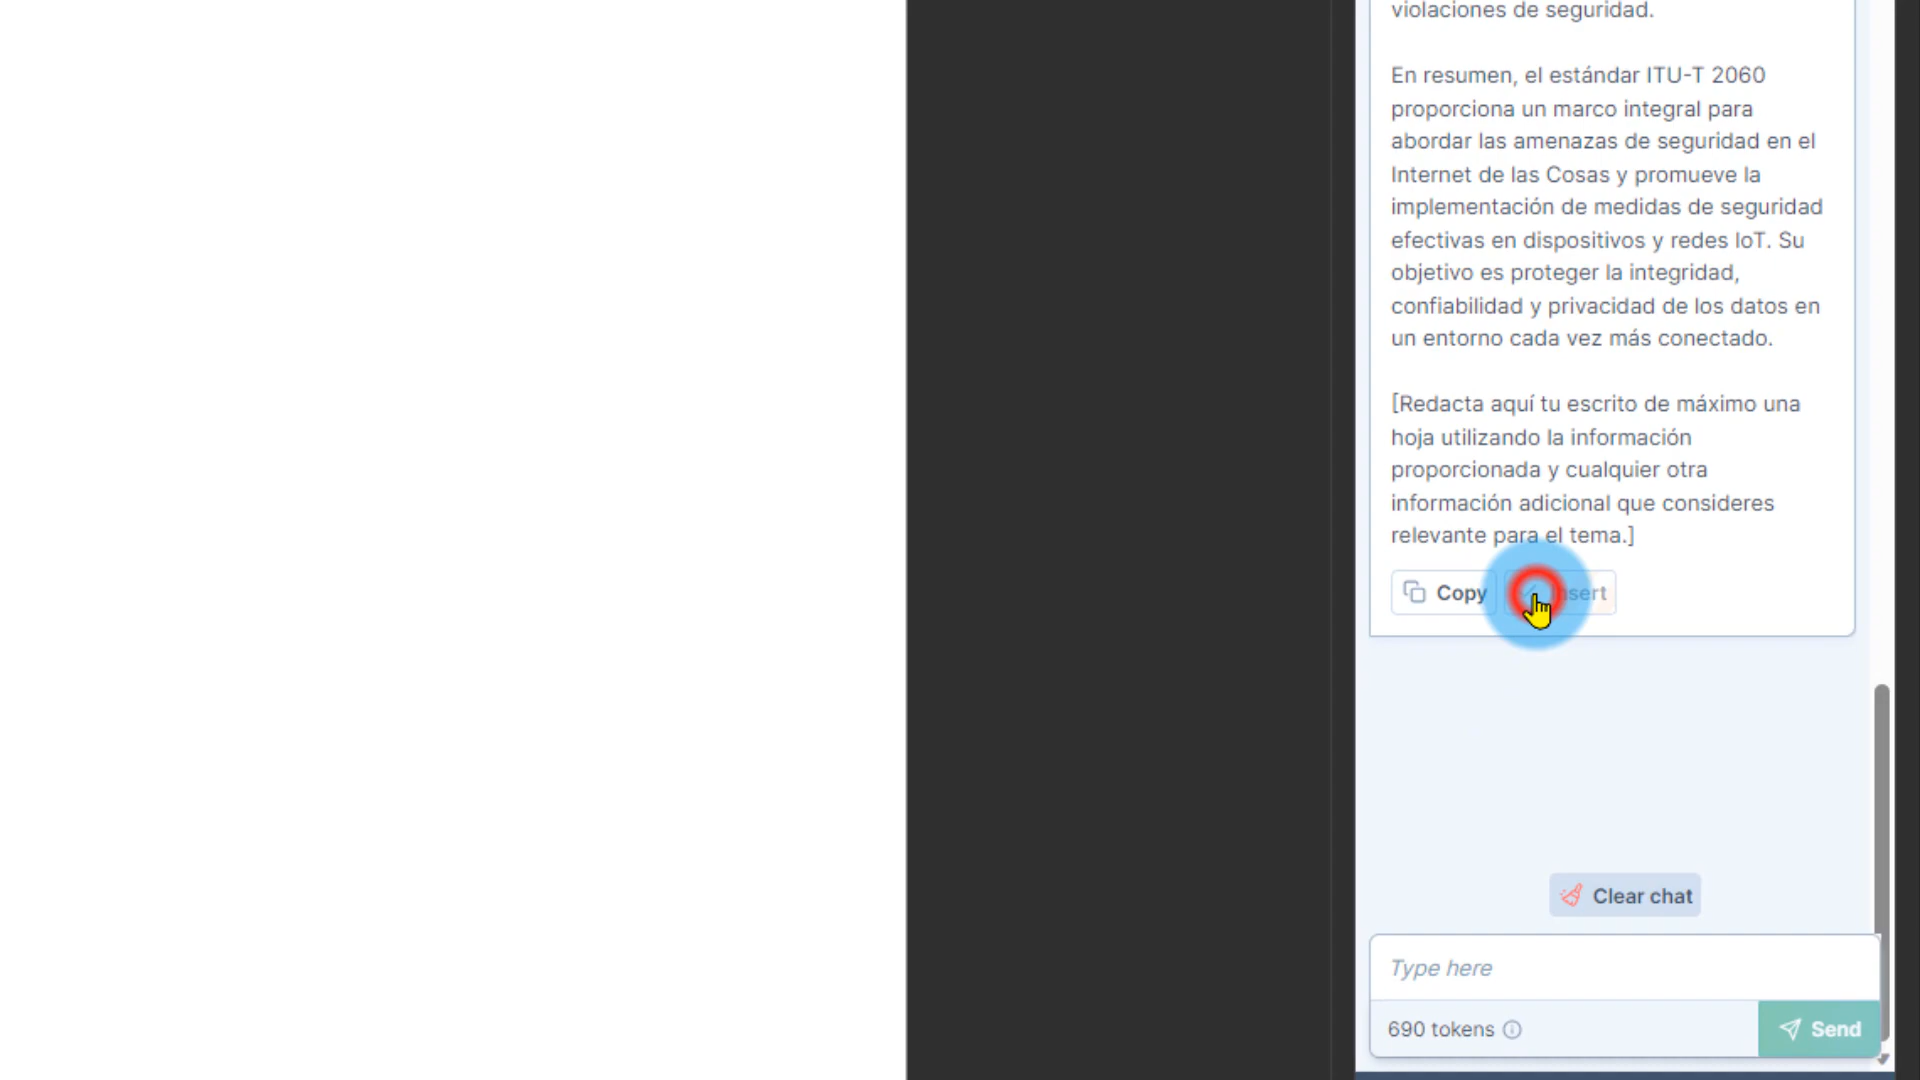 violaciones de seguridad.
En resumen, el estándar ITU-T 2060
proporciona un marco integral para
abordar las amenazas de seguridad en el
Internet de las Cosas y promueve la
implementación de medidas de seguridad
efectivas en dispositivos y redes IoT. Su
objetivo es proteger la integridad,
confiabilidad y privacidad de los datos en
un entorno cada vez más conectado.
[Redacta aquí tu escrito de máximo una
hoja utilizando la información
proporcionada y cualquier otra
información adicional que consideres
relevante para el tema.]
Copy Insert
Clear chat
Type here
690 tokens
Send